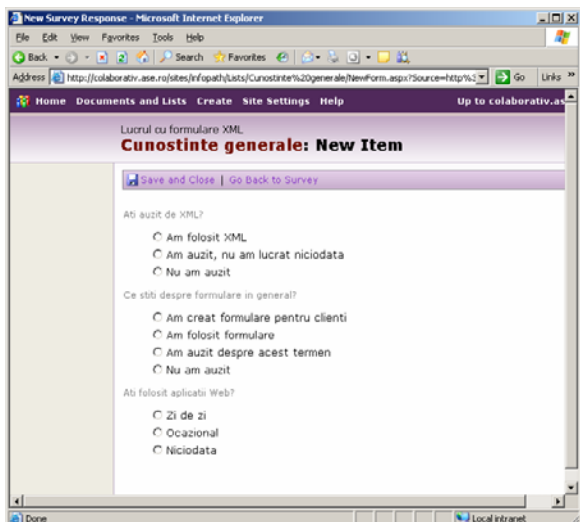 New Survey Response - Microsoft Internet Explorer
File Edit View Favorites Tools Help
Back Search Favorites
Address http://colaborativ.ase.ro/sites/infopath/Lists/Cunostinte%20generale/NewForm.aspx?Source=http%3 Go Links »
Home Documents and Lists Create Site Settings Help Up to colaborativ.as
Lucrul cu formulare XML
Cunostinte generale: New Item
Save and Close | Go Back to Survey
Ati auzit de XML?
Am folosit XML
Am auzit, nu am lucrat niciodata
Nu am auzit
Ce stiti despre formulare in general?
Am creat formulare pentru clienti
Am folosit formulare
Am auzit despre acest termen
Nu am auzit
Ati folosit aplicatii Web?
Zi de zi
Ocazional
Niciodata
Done Local intranet